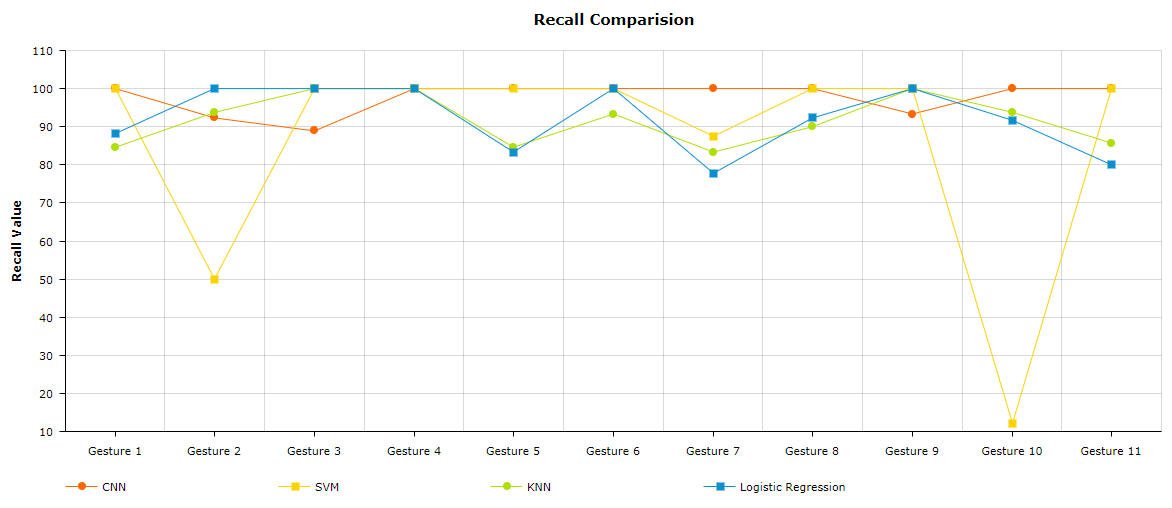 Recall Comparision
110
100
90
80
70
60
50
40
30
20
10
Recall Value
Gesture 1 Gesture 2 Gesture 3 Gesture 4 Gesture 5 Gesture 6 Gesture 7 Gesture 8 Gesture 9 Gesture 10 Gesture 11
CNN SVM KNN Logistic Regression